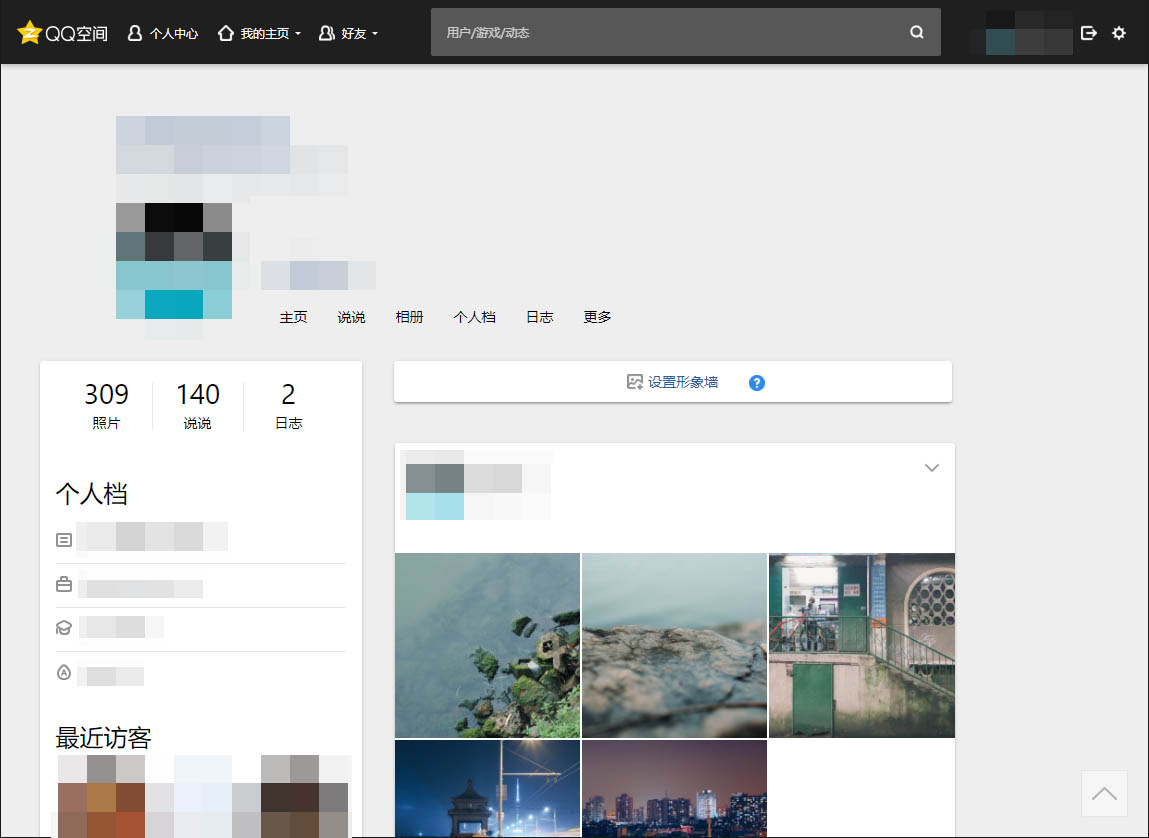 QQ空间 个人中心 我的主页 好友 用户/游戏/动态
主页 说说 相册 个人档 日志 更多
309 140 2
照片 说说 日志
设置形象墙 ?
个人档
最近访客